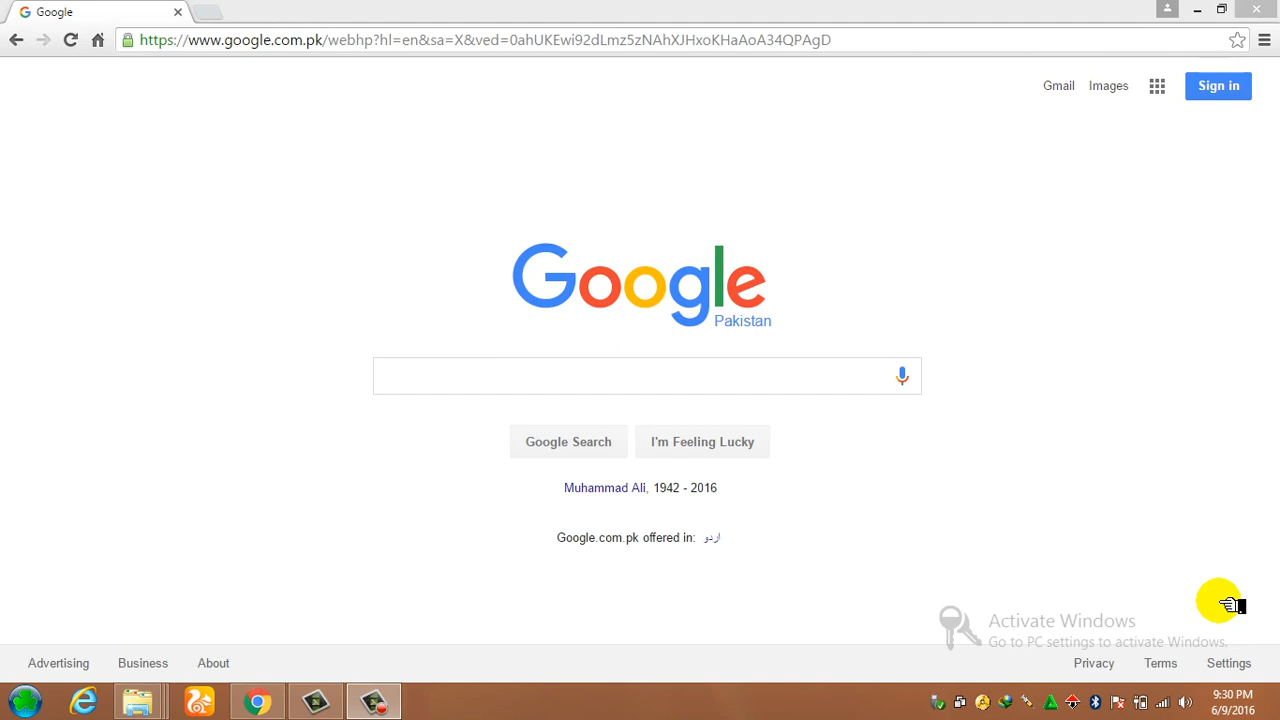 Google
https://www.google.com.pk/webhp?hl=en&sa=X&ved=0ahUKEwi92dLmz5zNAhXJHxoKHaAoA34QPAgD
Gmail Images Sign in
Google
Pakistan
Google Search I'm Feeling Lucky
Muhammad Ali, 1942 - 2016
Google.com.pk offered in: اردو
Activate Windows
Go to PC settings to activate Windows.
Advertising Business About Privacy Terms Settings
9:30 PM
6/9/2016